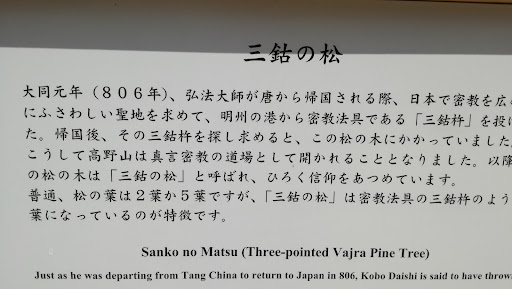 三鈷の松
大同元年（８０６年）、弘法大師が唐から帰国される際、日本で密教を広め
にふさわしい聖地を求めて、明州の港から密教法具である「三鈷杵」を投げ
た。帰国後、その三鈷杵を探し求めると、この松の木にかかっていました
こうして高野山は真言密教の道場として開かれることとなりました。以降
の松の木は「三鈷の松」と呼ばれ、ひろく信仰をあつめています。
普通、松の葉は２葉か５葉ですが、「三鈷の松」は密教法具の三鈷杵のよう
葉になっているのが特徴です。
Sanko no Matsu (Three-pointed Vajra Pine Tree)
Just as he was departing from Tang China to return to Japan in 806, Kobo Daishi is said to have throw